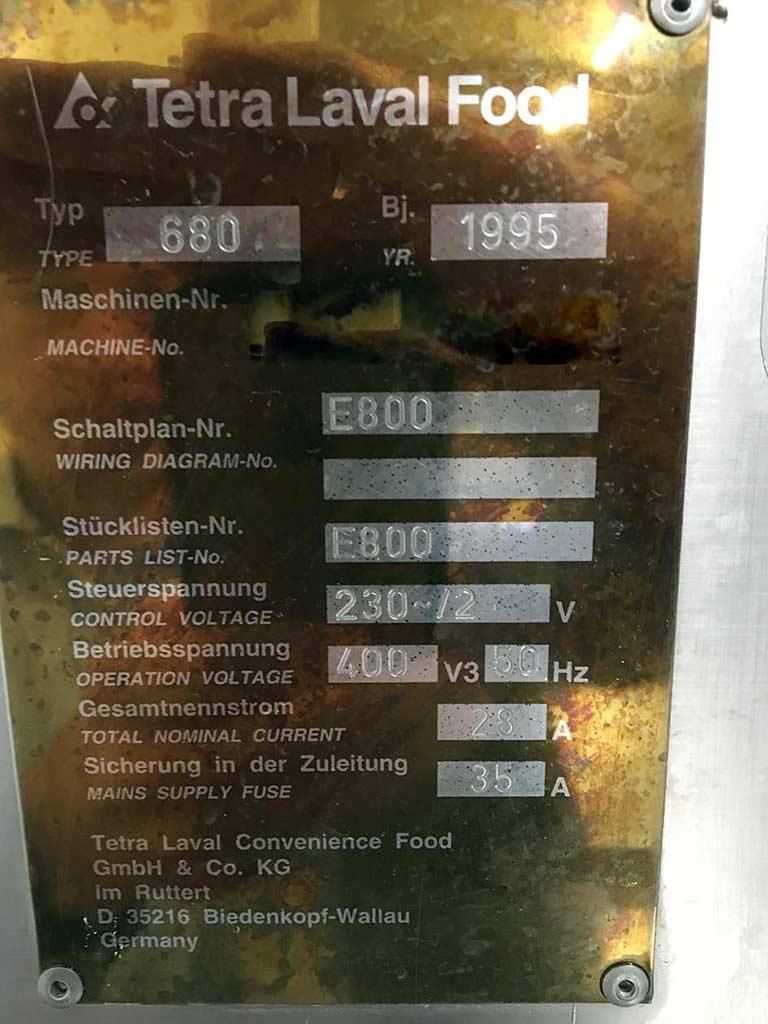 Tetra Laval Food
Typ 680 Bj. 1995
TYPE YR.
Maschinen-Nr.
MACHINE-No.
Schaltplan-Nr. E800
WIRING DIAGRAM-No.
Stücklisten-Nr. E800
PARTS LIST-No.
Steuerspannung 230~/2 V
CONTROL VOLTAGE
Betriebsspannung 400 V3 50 Hz
OPERATION VOLTAGE
Gesamtnennstrom 28 A
TOTAL NOMINAL CURRENT
Sicherung in der Zuleitung 35 A
MAINS SUPPLY FUSE
Tetra Laval Convenience Food
GmbH & Co. KG
Im Ruttert
D. 35216 Biedenkopf-Wallau
Germany